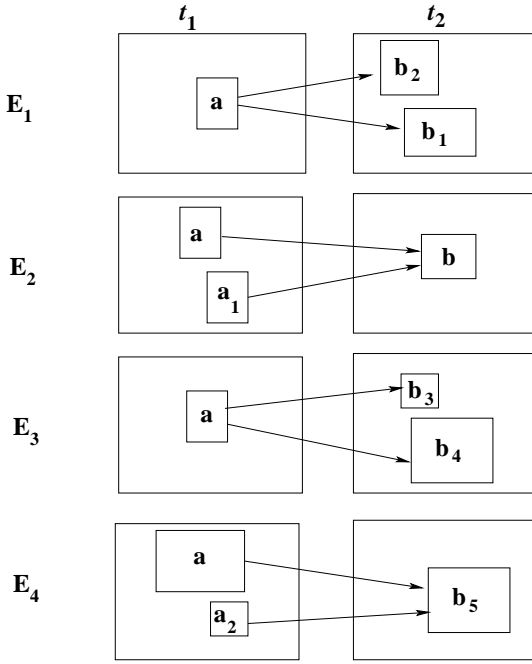 t₁ t₂
E₁ a b₂
b₁
E₂ a b
a₁
E₃ a b₃
b₄
E₄ a
a₂ b₅